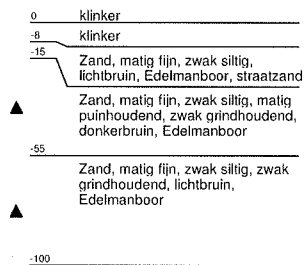 0 klinker
-8 klinker
-15
Zand, matig fijn, zwak siltig,
lichtbruin, Edelmanboor, straatzand
Zand, matig fijn, zwak siltig, matig
puinhoudend, zwak grindhoudend,
donkerbruin, Edelmanboor
-55
Zand, matig fijn, zwak siltig, zwak
grindhoudend, lichtbruin,
Edelmanboor
-100